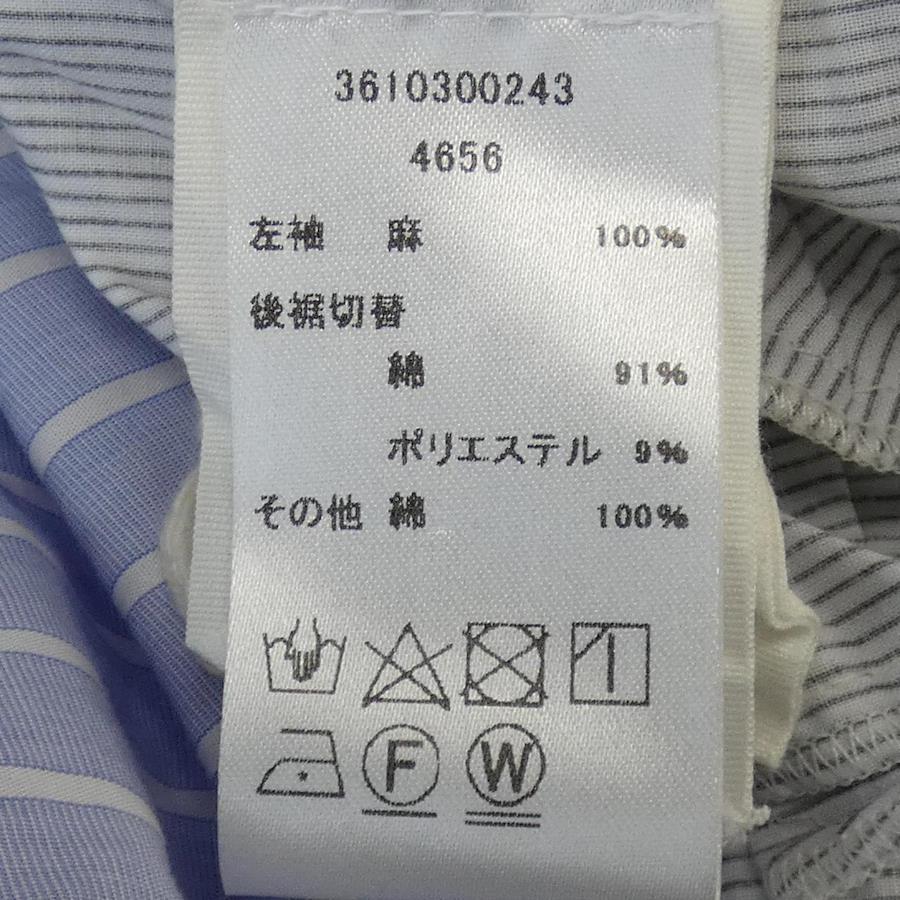 3610300243
4656
左袖 麻 100%
後裾切替
綿 91%
ポリエステル 9%
その他 綿 100%
F W